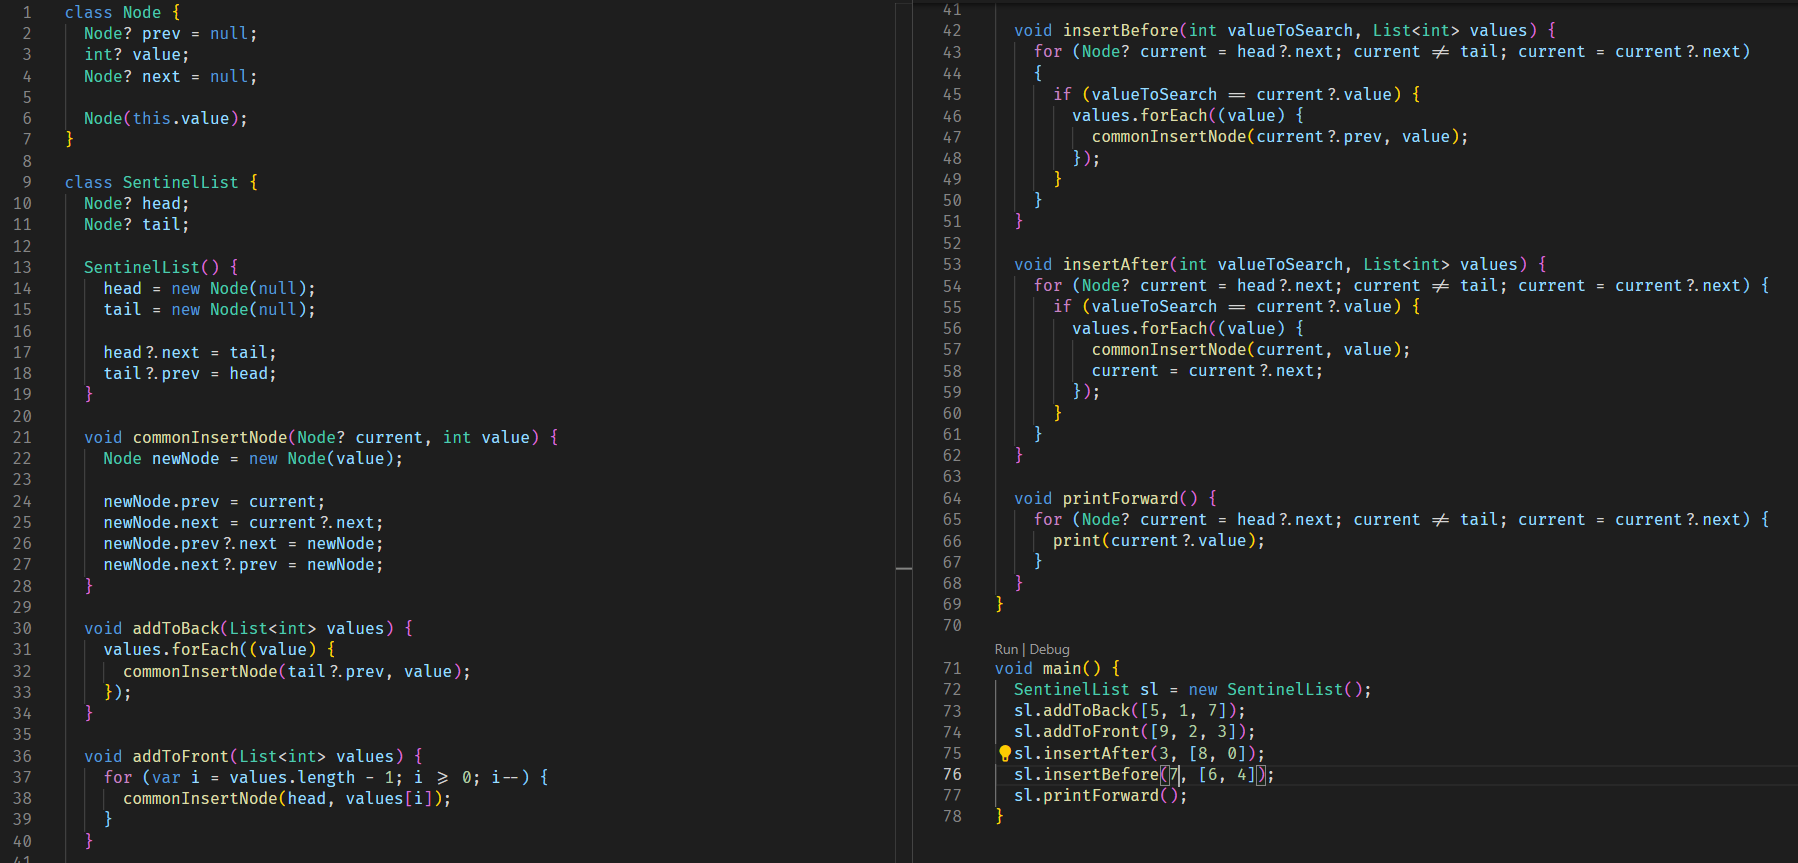 1 class Node {
2 Node? prev = null;
3 int? value;
4 Node? next = null;
5
6 Node(this.value);
7 }
8
9 class SentinelList {
10 Node? head;
11 Node? tail;
12
13 SentinelList() {
14 head = new Node(null);
15 tail = new Node(null);
16
17 head?.next = tail;
18 tail?.prev = head;
19 }
20
21 void commonInsertNode(Node? current, int value) {
22 Node newNode = new Node(value);
23
24 newNode.prev = current;
25 newNode.next = current?.next;
26 newNode.prev?.next = newNode;
27 newNode.next?.prev = newNode;
28 }
29
30 void addToBack(List<int> values) {
31 values.forEach((value) {
32 commonInsertNode(tail?.prev, value);
33 });
34 }
35
36 void addToFront(List<int> values) {
37 for (var i = values.length - 1; i >= 0; i--) {
38 commonInsertNode(head, values[i]);
39 }
40 }
41
41
42 void insertBefore(int valueToSearch, List<int> values) {
43 for (Node? current = head?.next; current != tail; current = current?.next)
44 {
45 if (valueToSearch == current?.value) {
46 values.forEach((value) {
47 commonInsertNode(current?.prev, value);
48 });
49 }
50 }
51 }
52
53 void insertAfter(int valueToSearch, List<int> values) {
54 for (Node? current = head?.next; current != tail; current = current?.next) {
55 if (valueToSearch == current?.value) {
56 values.forEach((value) {
57 commonInsertNode(current, value);
58 current = current?.next;
59 });
60 }
61 }
62 }
63
64 void printForward() {
65 for (Node? current = head?.next; current != tail; current = current?.next) {
66 print(current?.value);
67 }
68 }
69 }
70
Run | Debug
71 void main() {
72 SentinelList sl = new SentinelList();
73 sl.addToBack([5, 1, 7]);
74 sl.addToFront([9, 2, 3]);
75 sl.insertAfter(3, [8, 0]);
76 sl.insertBefore(7, [6, 4]);
77 sl.printForward();
78 }